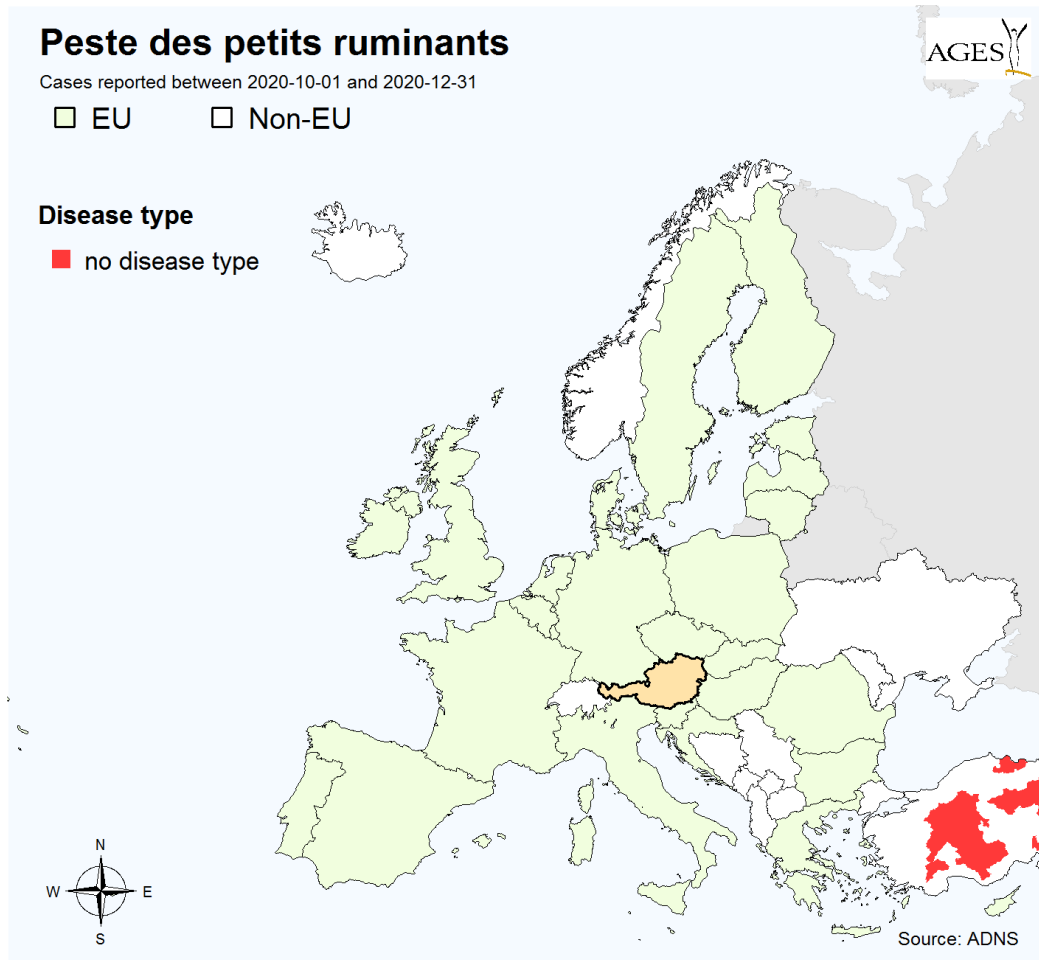 Peste des petits ruminants
AGES
Cases reported between 2020-10-01 and 2020-12-31
EU
Non-EU
Disease type
no disease type
N
W
E
S
Source: ADNS